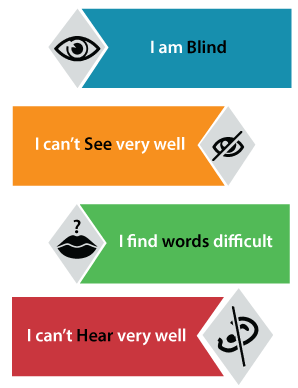 I am Blind
I can't See very well
?
I find words difficult
I can't Hear very well